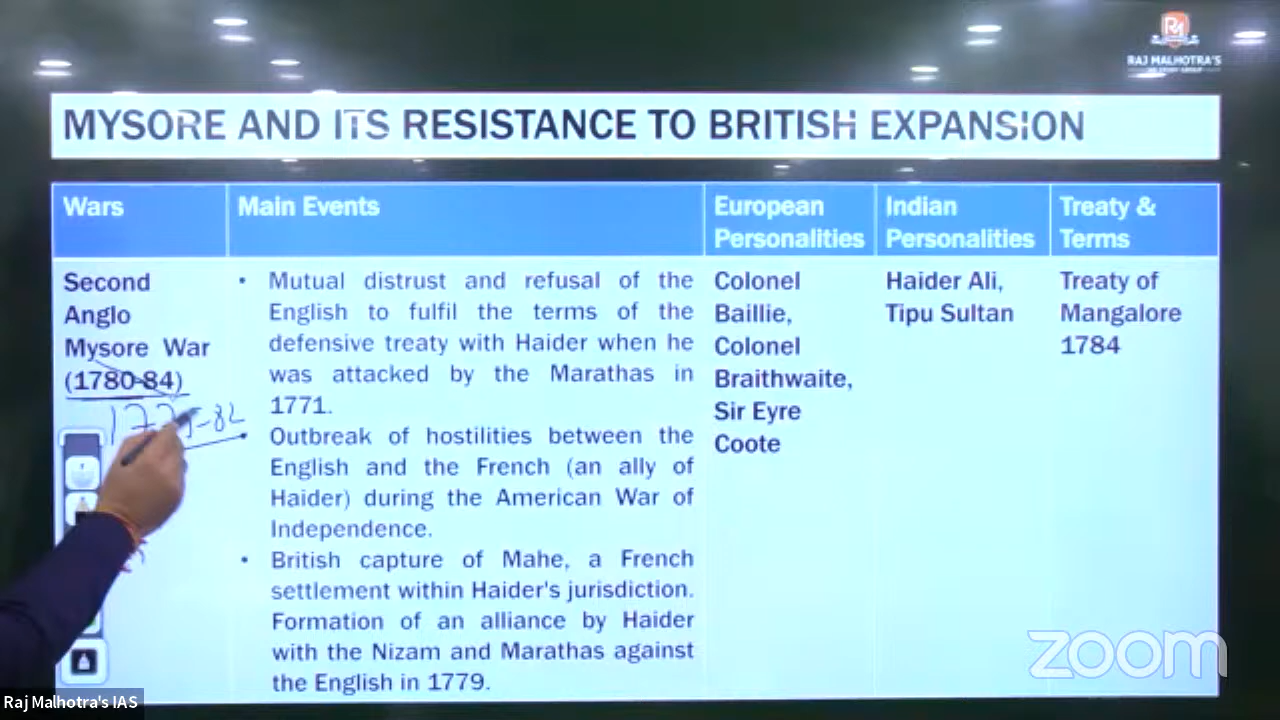 RM
RAJ MALHOTRA'S
MYSORE AND ITS RESISTANCE TO BRITISH EXPANSION
Wars
Main Events
European
Personalities
Indian
Personalities
Treaty &
Terms
Second
Anglo
Mysore War
(1780-84)
• Mutual distrust and refusal of the
English to fulfil the terms of the
defensive treaty with Haider when he
was attacked by the Marathas in
1771.
• Outbreak of hostilities between the
English and the French (an ally of
Haider) during the American War of
Independence.
• British capture of Mahe, a French
settlement within Haider's jurisdiction.
Formation of an alliance by Haider
with the Nizam and Marathas against
the English in 1779.
Colonel
Baillie,
Colonel
Braithwaite,
Sir Eyre
Coote
Haider Ali,
Tipu Sultan
Treaty of
Mangalore
1784
zoom
Raj Malhotra's IAS